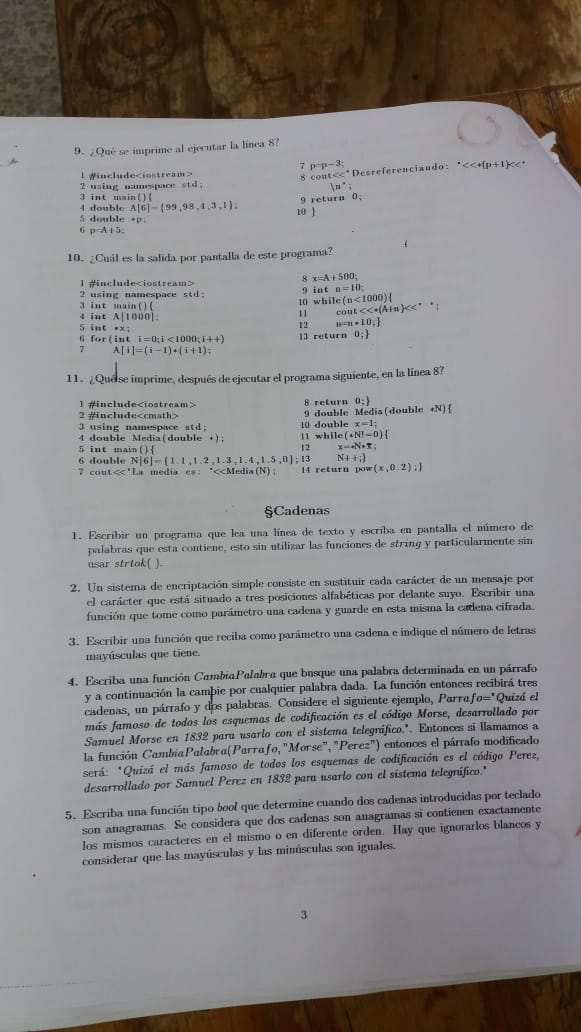 9. ¿Qué se imprime al ejecutar la línea 8?
1 #include<iostream>
2 using namespace std;
3 int main(){
4 double A[6]={99,98,4,3,1};
5 double *p;
6 p=A+5;
7 p=p-3;
8 cout<<"Desreferenciando: "<<*(p+1)<<"
\n";
9 return 0;
10 }
10. ¿Cuál es la salida por pantalla de este programa?
1 #include<iostream>
2 using namespace std;
3 int main(){
4 int A[1000];
5 int *x;
6 for(int i=0;i<1000;i++)
7 A[i]=(i-1)*(i+1);
8 x=A+500;
9 int n=10;
10 while(n<1000){
11 cout<<*(A+n)<<" ";
12 n=n*10;}
13 return 0;}
11. ¿Qué se imprime, después de ejecutar el programa siguiente, en la línea 8?
1 #include<iostream>
2 #include<cmath>
3 using namespace std;
4 double Media(double *);
5 int main(){
6 double N[6]={1.1,1.2,1.3,1.4,1.5,0};
7 cout<<"La media es: "<<Media(N);
8 return 0;}
9 double Media(double *N){
10 double x=1;
11 while(*N!=0){
12 x=*N*x;
13 N++;}
14 return pow(x,0.2);}
§Cadenas
1. Escribir un programa que lea una línea de texto y escriba en pantalla el número de
palabras que esta contiene, esto sin utilizar las funciones de string y particularmente sin
usar strtok( ).
2. Un sistema de encriptación simple consiste en sustituir cada carácter de un mensaje por
el carácter que está situado a tres posiciones alfabéticas por delante suyo. Escribir una
función que tome como parámetro una cadena y guarde en esta misma la cadena cifrada.
3. Escribir una función que reciba como parámetro una cadena e indique el número de letras
mayúsculas que tiene.
4. Escriba una función CambiaPalabra que busque una palabra determinada en un párrafo
y a continuación la cambie por cualquier palabra dada. La función entonces recibirá tres
cadenas, un párrafo y dos palabras. Considere el siguiente ejemplo, Parrafo="Quizá el
más famoso de todos los esquemas de codificación es el código Morse, desarrollado por
Samuel Morse en 1832 para usarlo con el sistema telegráfico.". Entonces si llamamos a
la función CambiaPalabra(Parrafo,"Morse","Perez") entonces el párrafo modificado
será: "Quizá el más famoso de todos los esquemas de codificación es el código Perez,
desarrollado por Samuel Perez en 1832 para usarlo con el sistema telegráfico."
5. Escriba una función tipo bool que determine cuando dos cadenas introducidas por teclado
son anagramas. Se considera que dos cadenas son anagramas si contienen exactamente
los mismos caracteres en el mismo o en diferente orden. Hay que ignorarlos blancos y
considerar que las mayúsculas y las minúsculas son iguales.
3